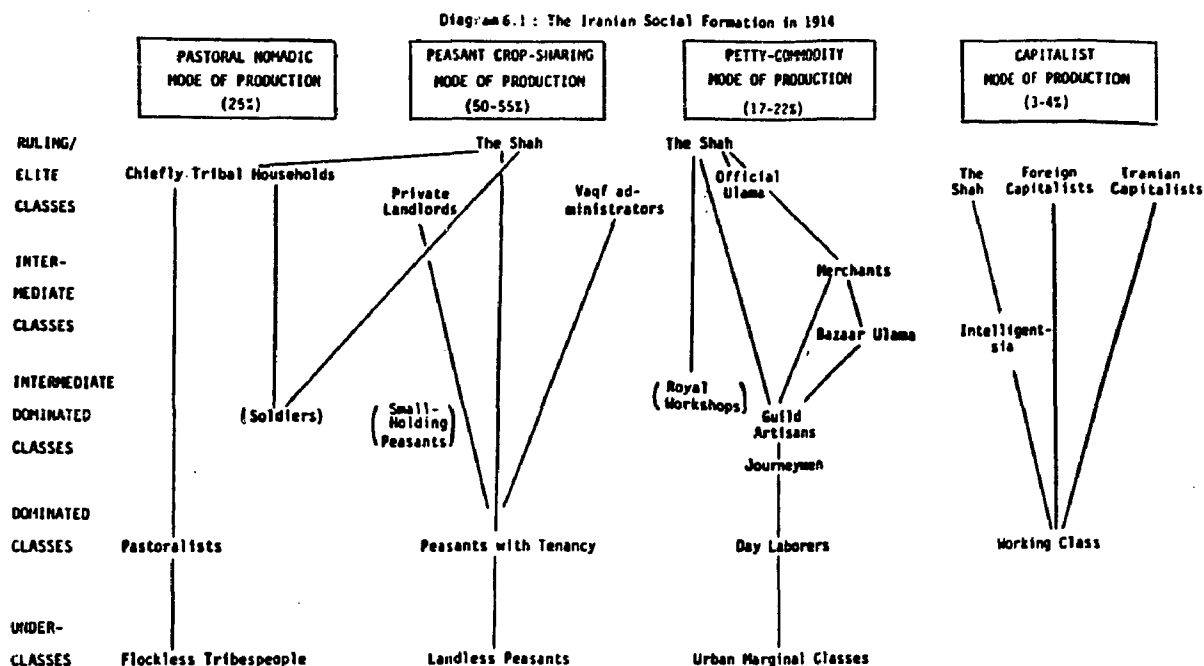 Diagram 6.1 : The Iranian Social Formation in 1914
PASTORAL NOMADIC
MODE OF PRODUCTION
(25%)
PEASANT CROP-SHARING
MODE OF PRODUCTION
(50-55%)
PETTY-COMMODITY
MODE OF PRODUCTION
(17-22%)
CAPITALIST
MODE OF PRODUCTION
(3-4%)
RULING/
ELITE
CLASSES
The Shah
Chiefly Tribal Households
Private
Landlords
Vaqf ad-
ministrators
The Shah
Official
Ulama
The
Shah
Foreign
Capitalists
Iranian
Capitalists
INTER-
MEDIATE
CLASSES
Merchants
Bazaar Ulama
Intelligent-
sia
INTERMEDIATE
DOMINATED
CLASSES
(Soldiers)
(Small-
Holding
Peasants)
(Royal
Workshops)
Guild
Artisans
Journeymen
DOMINATED
CLASSES
Pastoralists
Peasants with Tenancy
Day Laborers
Working Class
UNDER-
CLASSES
Flockless Tribespeople
Landless Peasants
Urban Marginal Classes